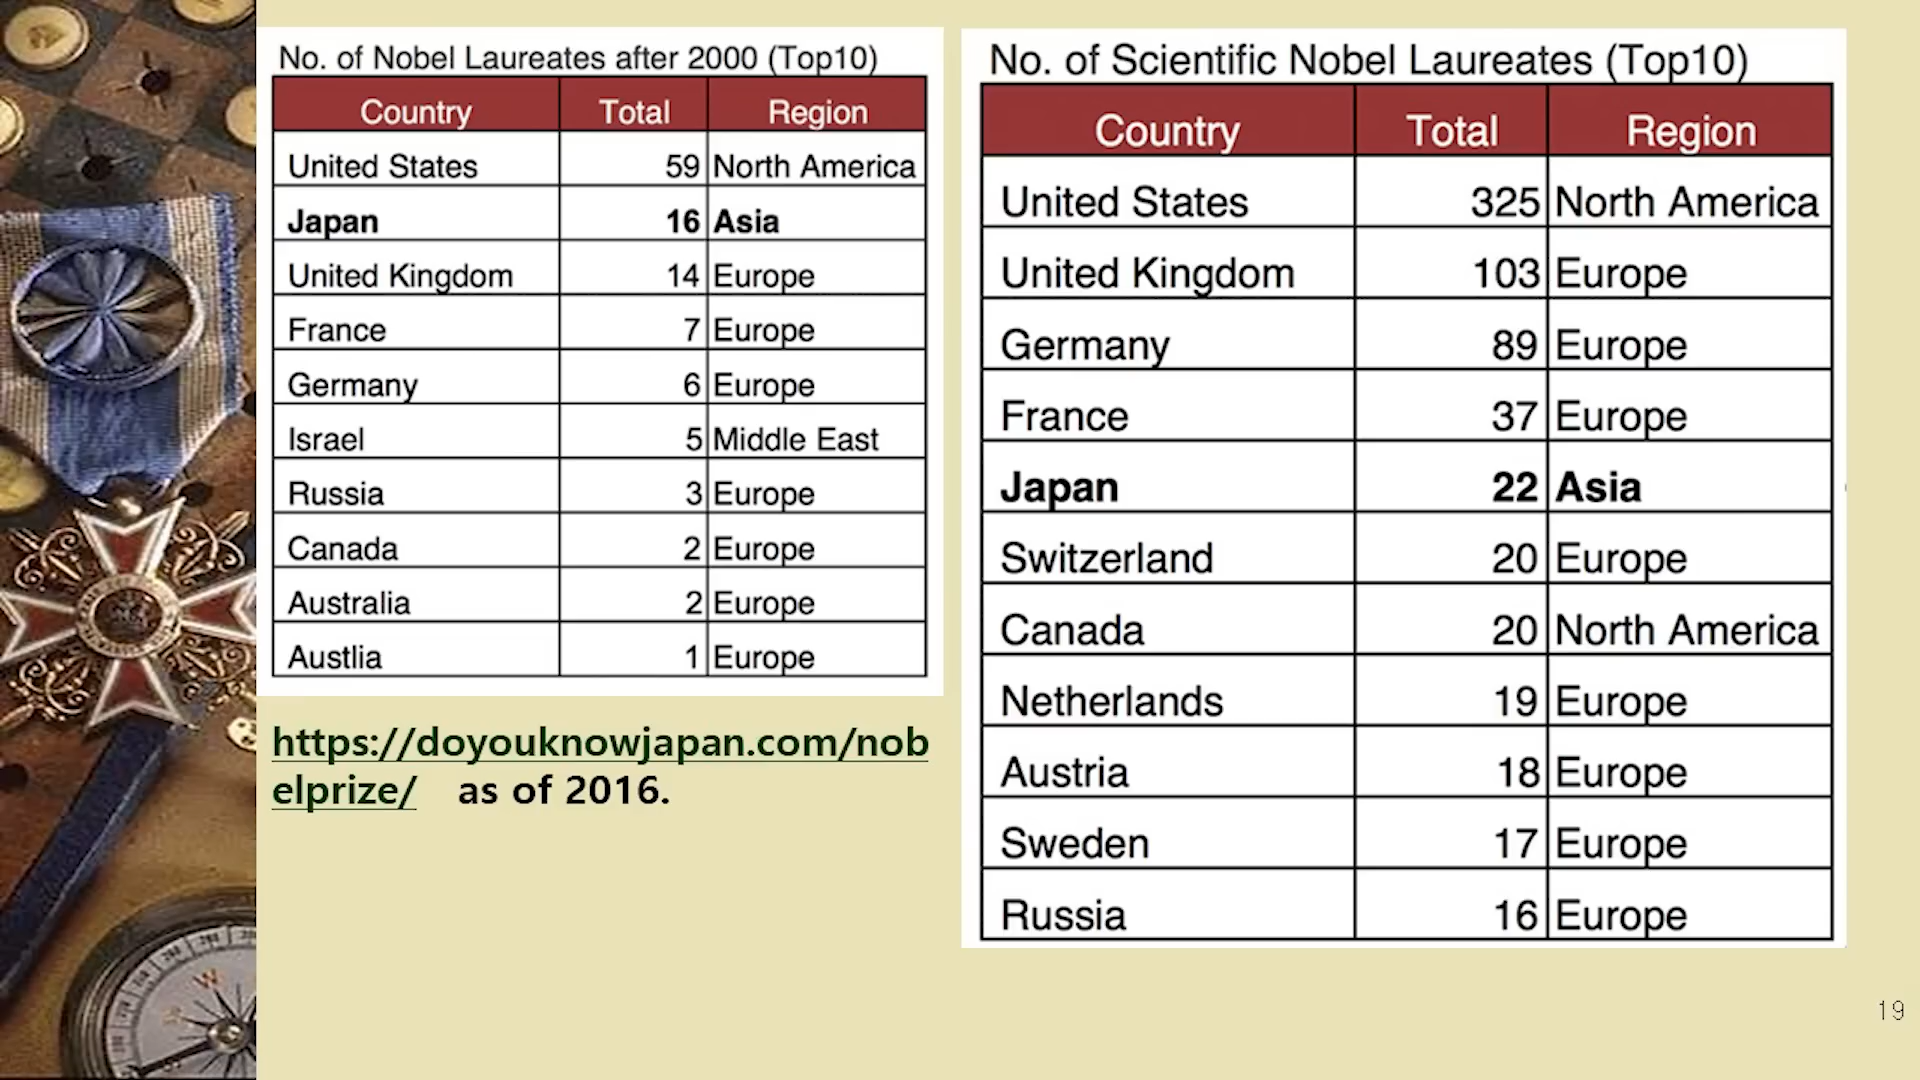 No. of Nobel Laureates after 2000 (Top10)
Country Total Region
United States 59 North America
Japan 16 Asia
United Kingdom 14 Europe
France 7 Europe
Germany 6 Europe
Israel 5 Middle East
Russia 3 Europe
Canada 2 Europe
Australia 2 Europe
Austlia 1 Europe
https://doyouknowjapan.com/nob
elprize/ as of 2016.
No. of Scientific Nobel Laureates (Top10)
Country Total Region
United States 325 North America
United Kingdom 103 Europe
Germany 89 Europe
France 37 Europe
Japan 22 Asia
Switzerland 20 Europe
Canada 20 North America
Netherlands 19 Europe
Austria 18 Europe
Sweden 17 Europe
Russia 16 Europe
19